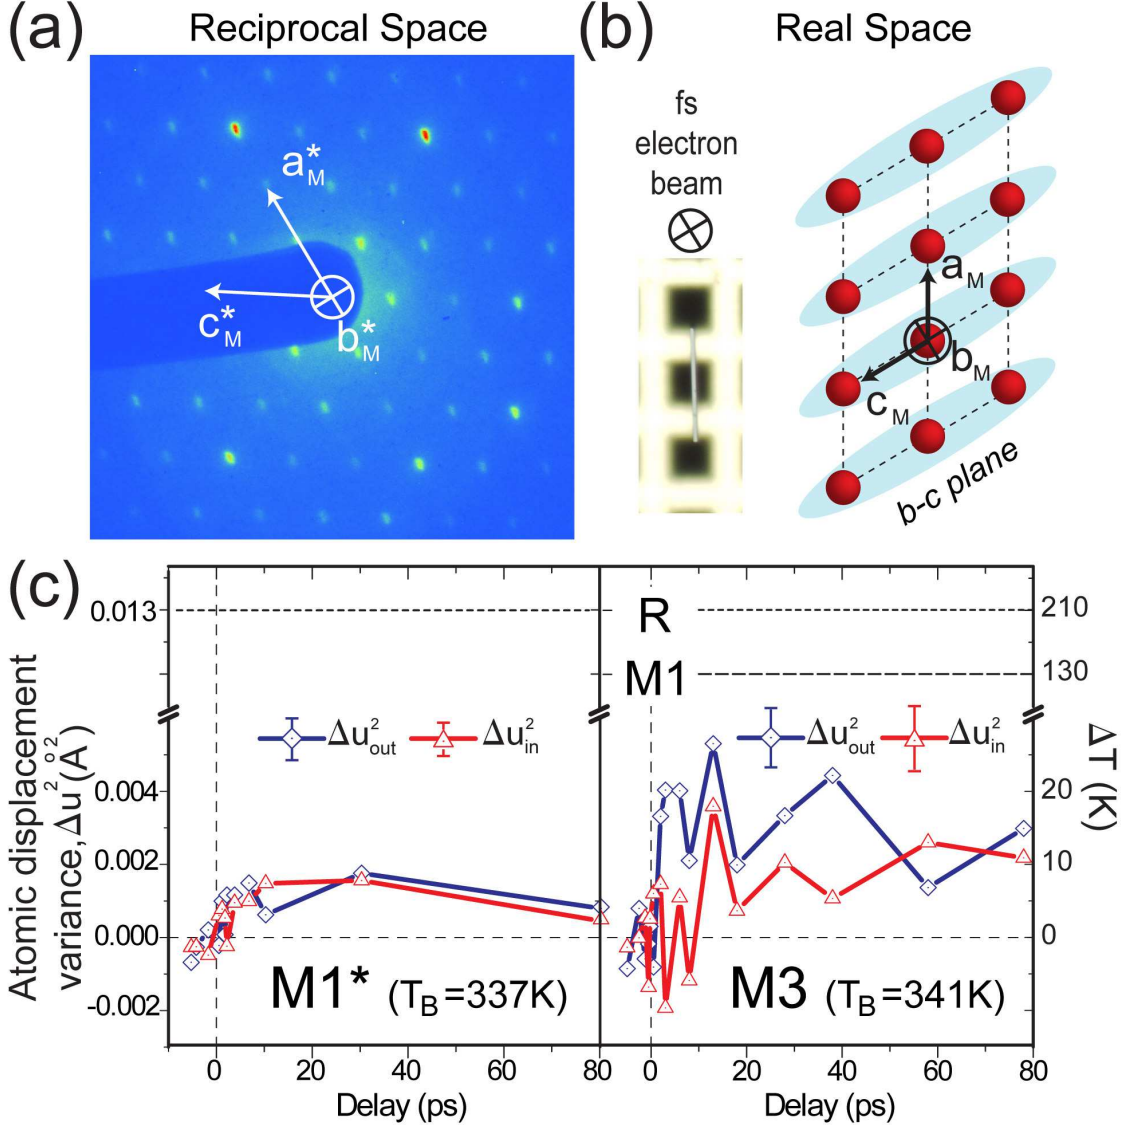 (a) Reciprocal Space
a*M
c*M
b*M
(b) Real Space
fs
electron
beam
aM
bM
cM
b-c plane
(c)
Atomic displacement
variance, Δu² (Å²)
0.013
0.004
0.002
0.000
-0.002
Δu²out Δu²in
M1* (TB=337K)
R
M1
Δu²out Δu²in
M3 (TB=341K)
210
130
20
10
0
ΔT (K)
0 20 40 60 80
Delay (ps)
0 20 40 60 80
Delay (ps)